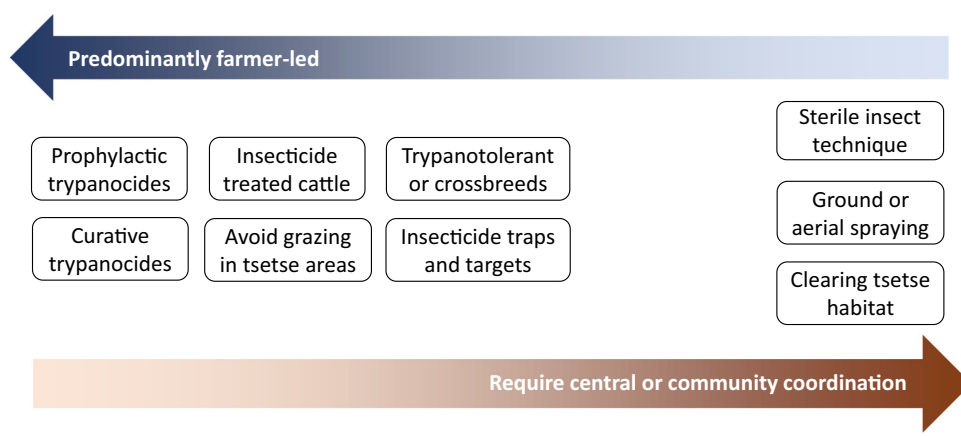 Predominantly farmer-led
Prophylactic
trypanocides
Insecticide
treated cattle
Trypanotolerant
or crossbreeds
Sterile insect
technique
Curative
trypanocides
Avoid grazing
in tsetse areas
Insecticide traps
and targets
Ground or
aerial spraying
Clearing tsetse
habitat
Require central or community coordination